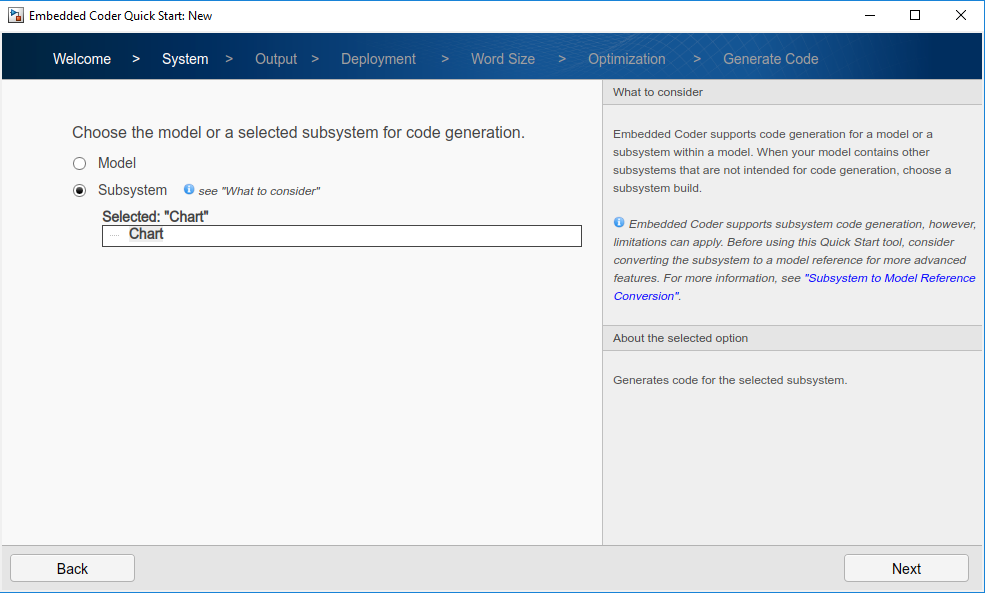 Embedded Coder Quick Start: New
Welcome > System > Output > Deployment > Word Size > Optimization > Generate Code
Choose the model or a selected subsystem for code generation.
Model
Subsystem see "What to consider"
Selected: "Chart"
Chart
What to consider
Embedded Coder supports code generation for a model or a
subsystem within a model. When your model contains other
subsystems that are not intended for code generation, choose a
subsystem build.
Embedded Coder supports subsystem code generation, however,
limitations can apply. Before using this Quick Start tool, consider
converting the subsystem to a model reference for more advanced
features. For more information, see "Subsystem to Model Reference
Conversion".
About the selected option
Generates code for the selected subsystem.
Back
Next